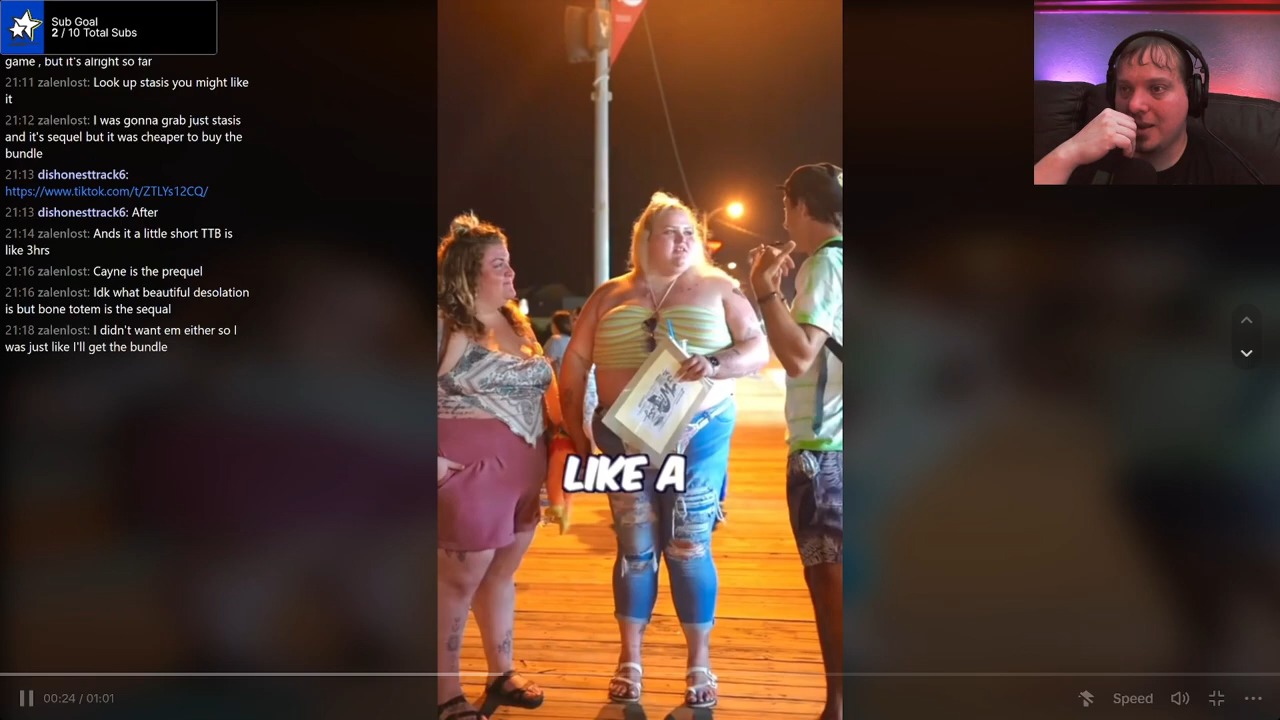 Sub Goal
2 / 10 Total Subs
game , but it's alright so far
21:11 zalenlost: Look up stasis you might like
it
21:12 zalenlost: I was gonna grab just stasis
and it's sequel but it was cheaper to buy the
bundle
21:13 dishonesttrack6:
https://www.tiktok.com/t/ZTLYs12CQ/
21:13 dishonesttrack6: After
21:14 zalenlost: Ands it a little short TTB is
like 3hrs
21:16 zalenlost: Cayne is the prequel
21:16 zalenlost: Idk what beautiful desolation
is but bone totem is the sequal
21:18 zalenlost: I didn't want em either so I
was just like I'll get the bundle
LIKE A
00:24 / 01:01
Speed